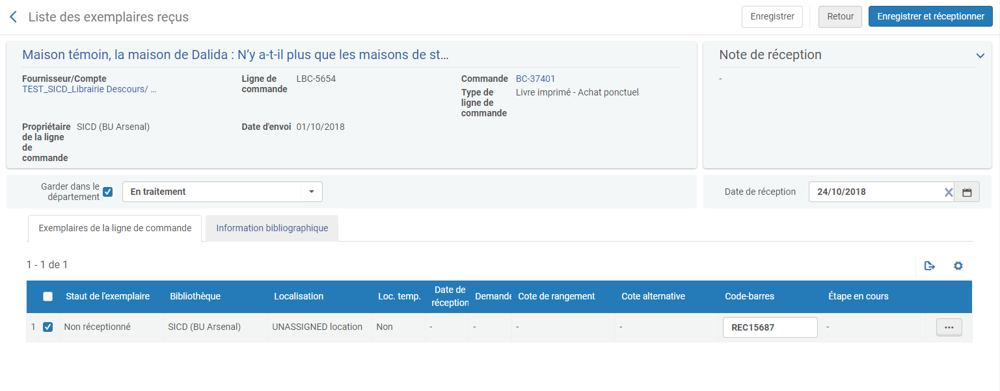 Liste des exemplaires reçus
Enregistrer
Retour
Enregistrer et réceptionner
Maison témoin, la maison de Dalida : N’y a-t-il plus que les maisons de st…
Fournisseur/Compte
TEST_SICD_Librairie Descours/ …
Ligne de
commande
LBC-5654
Commande
BC-37401
Type de
ligne de
commande
Livre imprimé - Achat ponctuel
Propriétaire
de la ligne
de
commande
SICD (BU Arsenal)
Date d'envoi
01/10/2018
Note de réception
-
Garder dans le
département
En traitement
Date de réception
24/10/2018
Exemplaires de la ligne de commande
Information bibliographique
1 - 1 de 1
Staut de l'exemplaire
Bibliothèque
Localisation
Loc. temp.
Date de
réception
Demande
Cote de rangement
Cote alternative
Code-barres
Étape en cours
1 Non réceptionné SICD (BU Arsenal) UNASSIGNED location Non - - - - REC15687 -